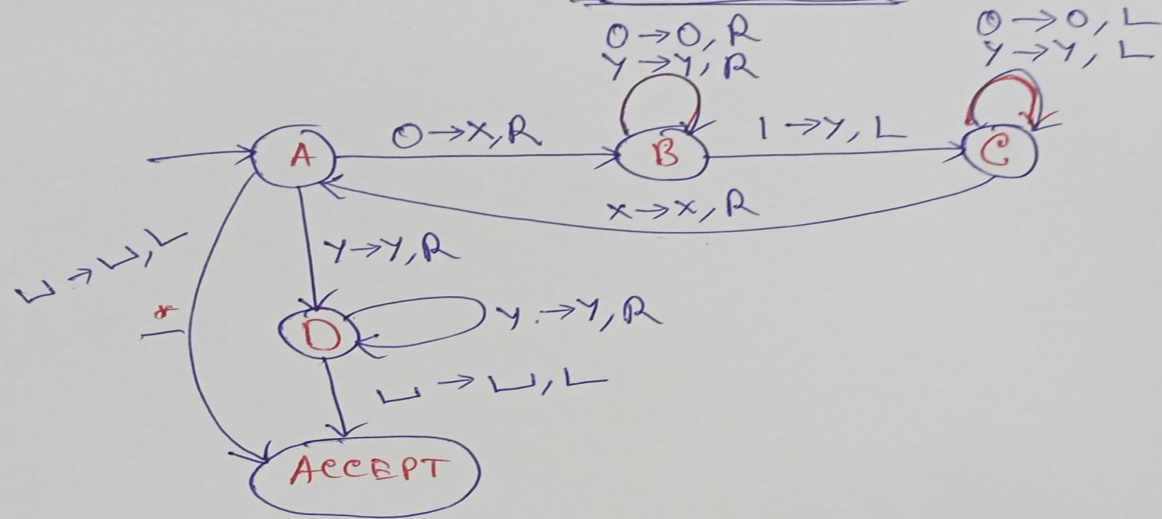 0→0, R
Y→Y, R
0→0, L
Y→Y, L
A
0→X, R
B
1→Y, L
C
X→X, R
⊔→⊔, L
Y→Y, R
*
D
Y→Y, R
⊔→⊔, L
ACCEPT